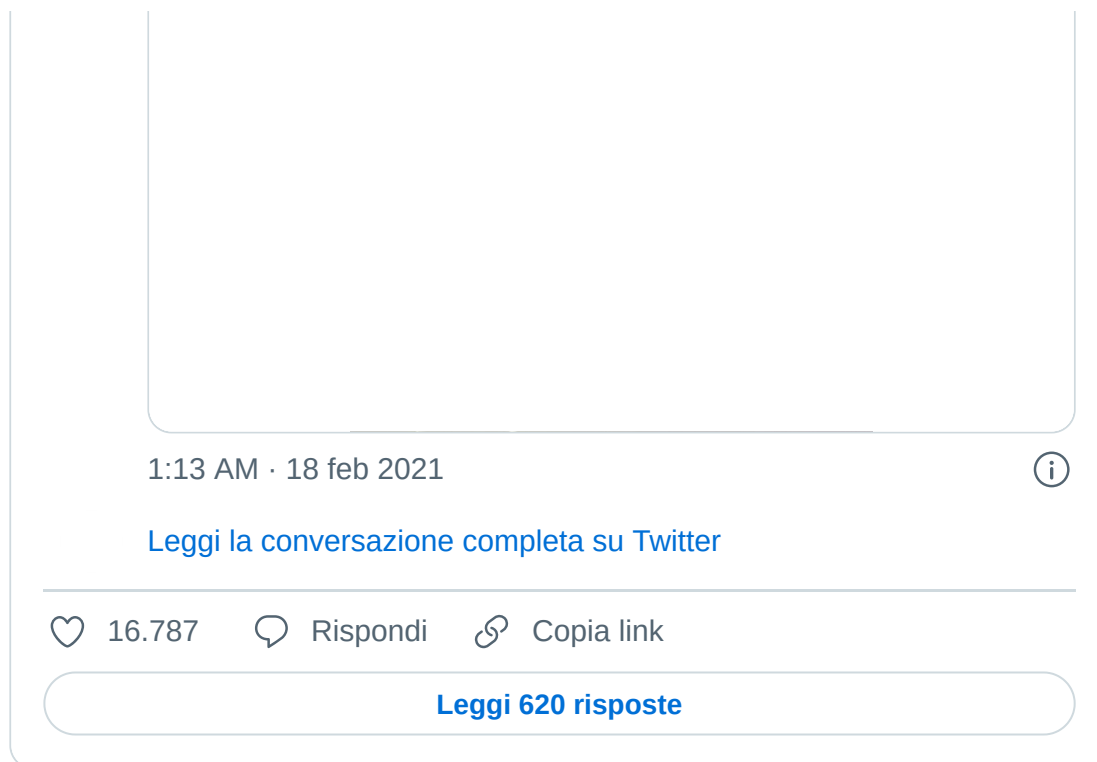 1:13 AM · 18 feb 2021
Leggi la conversazione completa su Twitter
16.787 Rispondi Copia link
Leggi 620 risposte